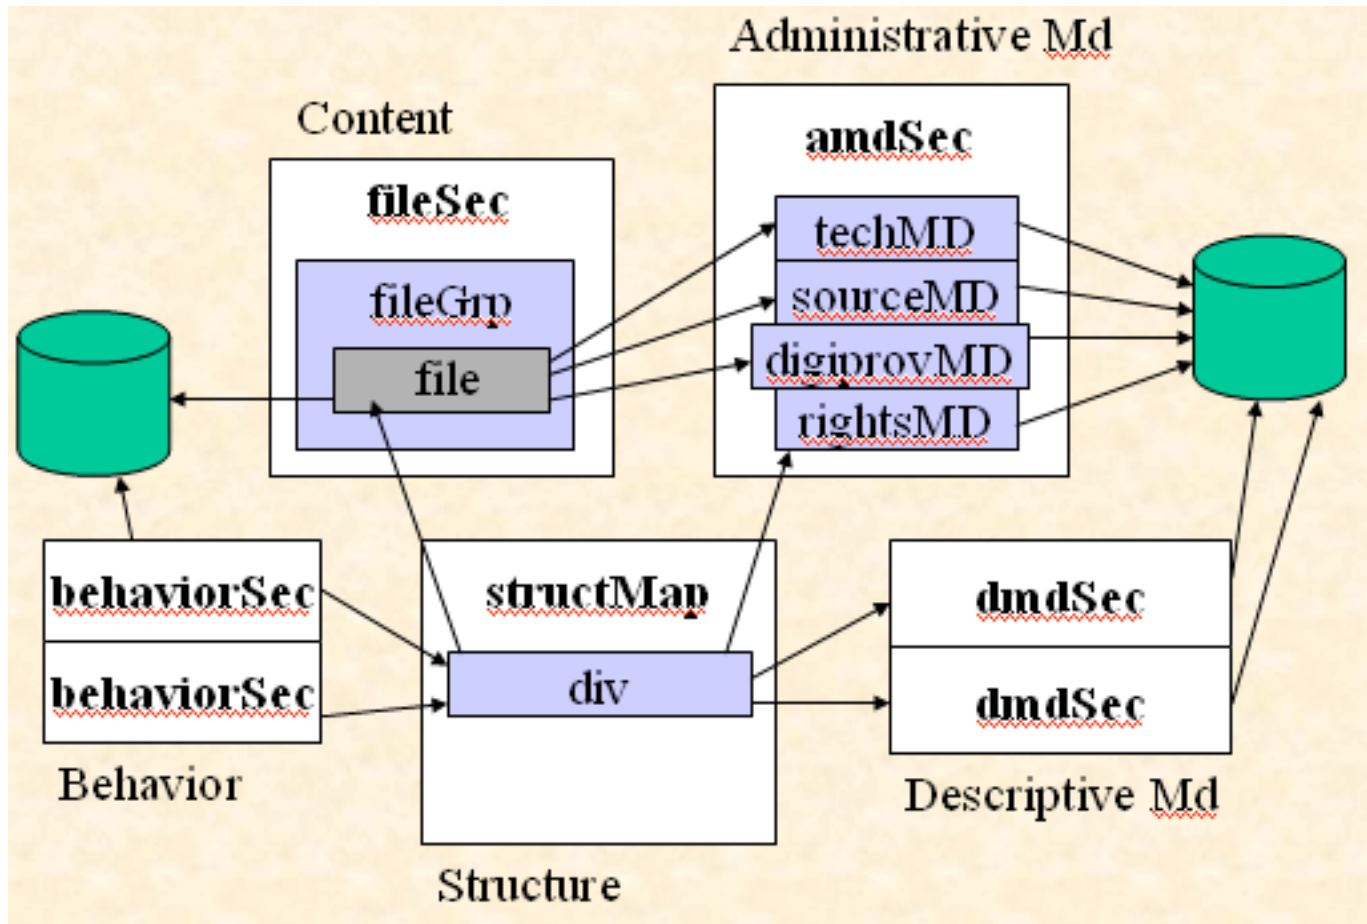 Administrative Md
Content
amdSec
fileSec
techMD
fileGrp
sourceMD
file
digiprovMD
rightsMD
behaviorSec
structMap
dmdSec
behaviorSec
div
dmdSec
Behavior
Descriptive Md
Structure